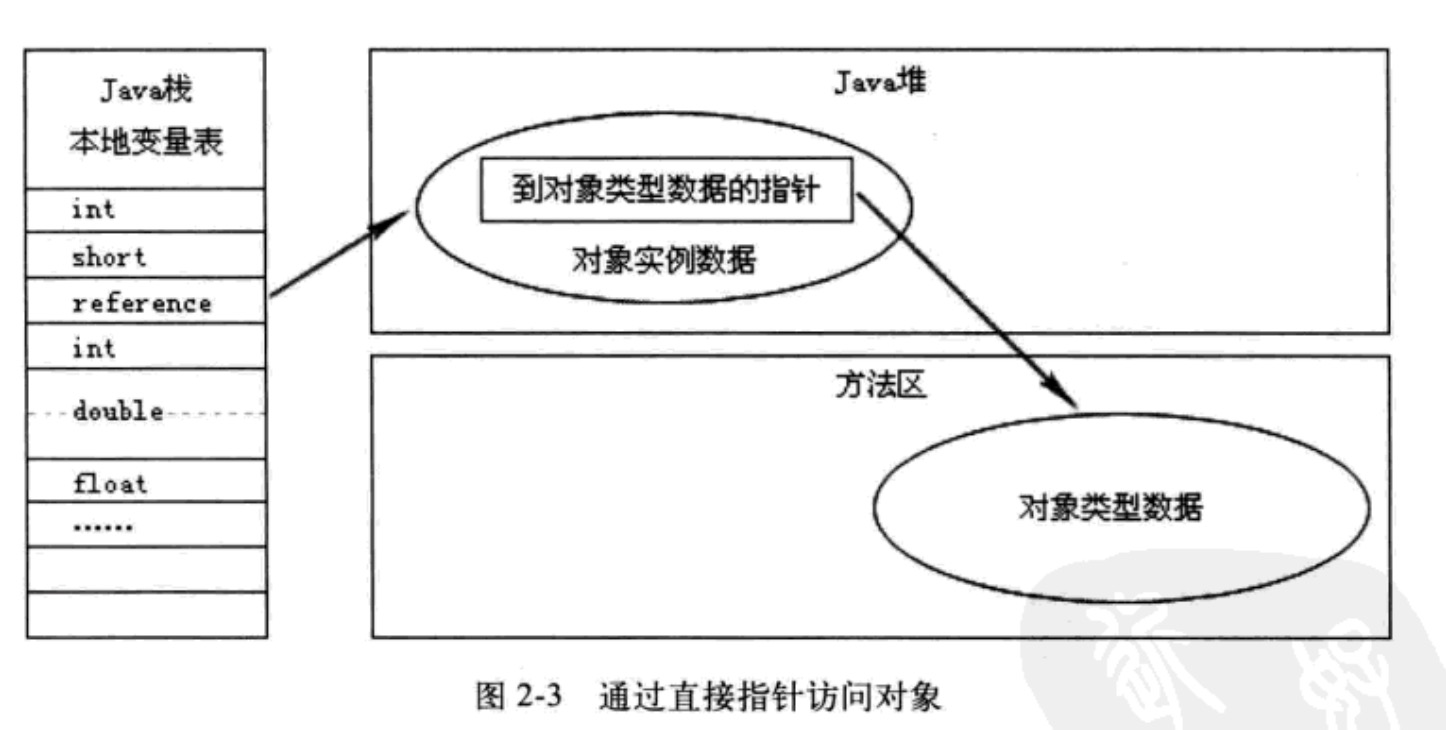 Java栈
本地变量表
int
short
reference
int
double
float
……
Java堆
到对象类型数据的指针
对象实例数据
方法区
对象类型数据
图 2-3 通过直接指针访问对象